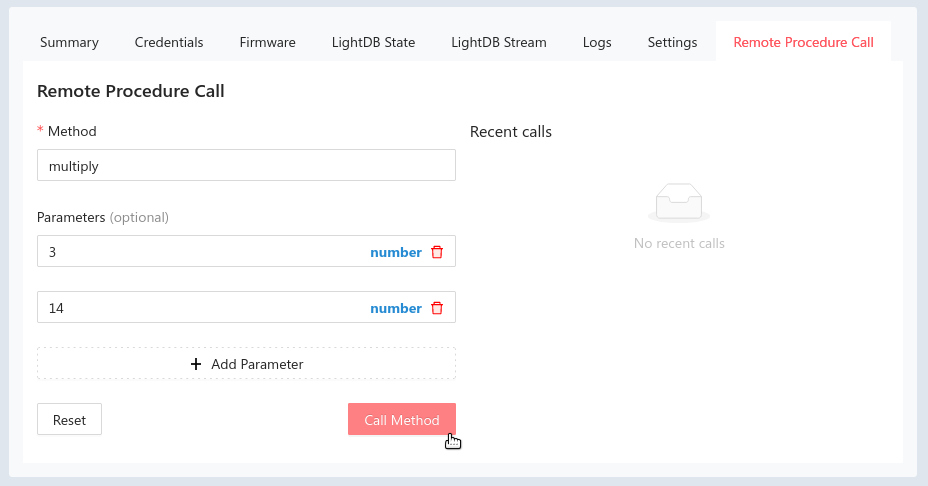 Summary Credentials Firmware LightDB State LightDB Stream Logs Settings Remote Procedure Call
Remote Procedure Call
* Method
multiply
Parameters (optional)
3 number
14 number
+ Add Parameter
Reset Call Method
Recent calls
No recent calls